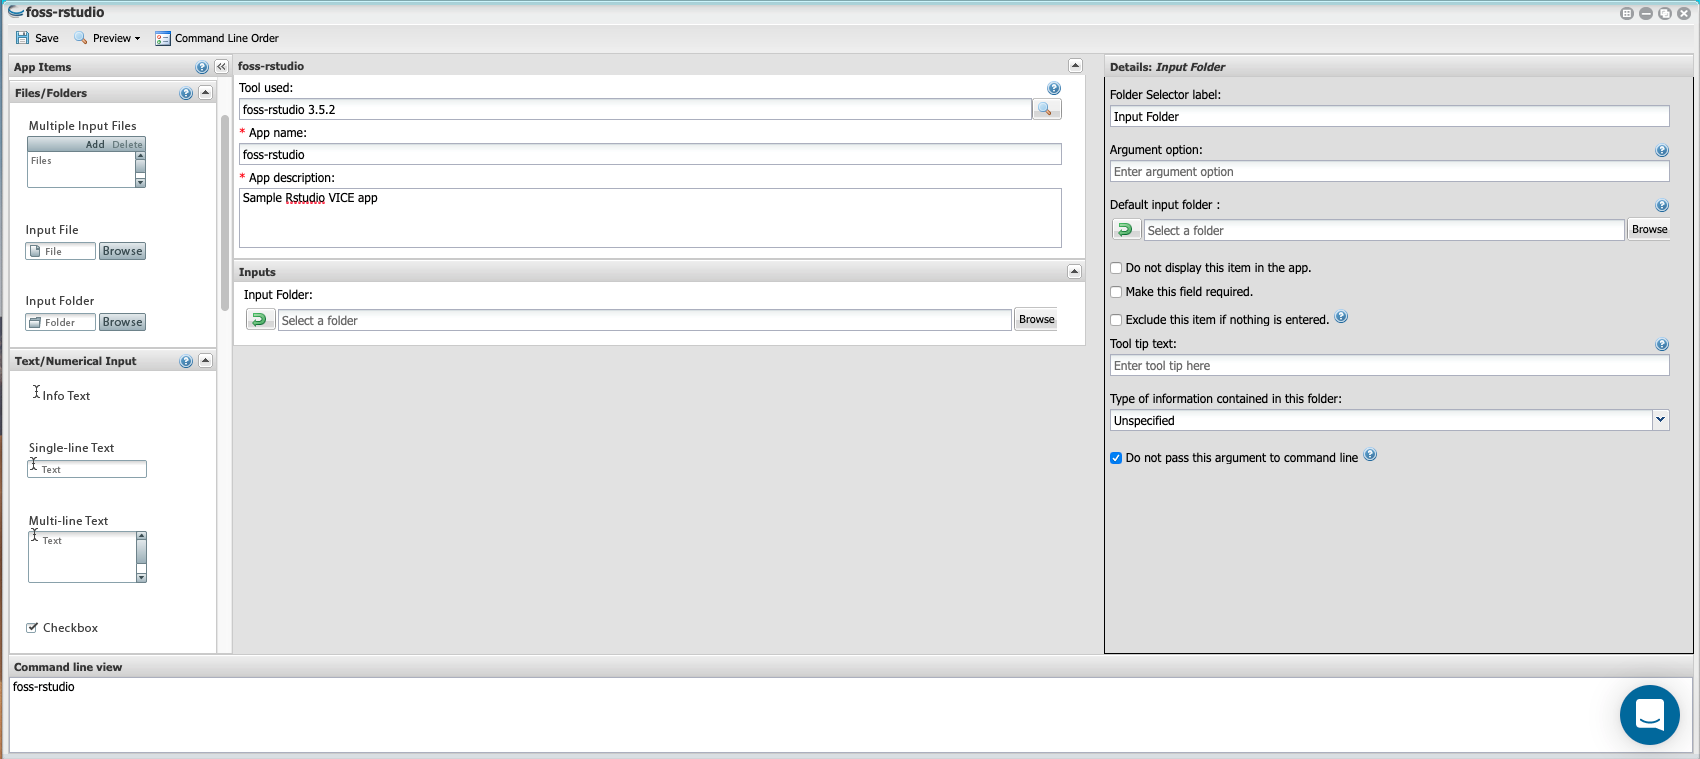 foss-rstudio
Save Preview Command Line Order
App Items
Files/Folders
Multiple Input Files
Add Delete
Files
Input File
File Browse
Input Folder
Folder Browse
Text/Numerical Input
Info Text
Single-line Text
Text
Multi-line Text
Text
Checkbox
foss-rstudio
Tool used:
foss-rstudio 3.5.2
* App name:
foss-rstudio
* App description:
Sample Rstudio VICE app
Inputs
Input Folder:
Select a folder Browse
Details: Input Folder
Folder Selector label:
Input Folder
Argument option:
Enter argument option
Default input folder :
Select a folder Browse
Do not display this item in the app.
Make this field required.
Exclude this item if nothing is entered.
Tool tip text:
Enter tool tip here
Type of information contained in this folder:
Unspecified
Do not pass this argument to command line
Command line view
foss-rstudio